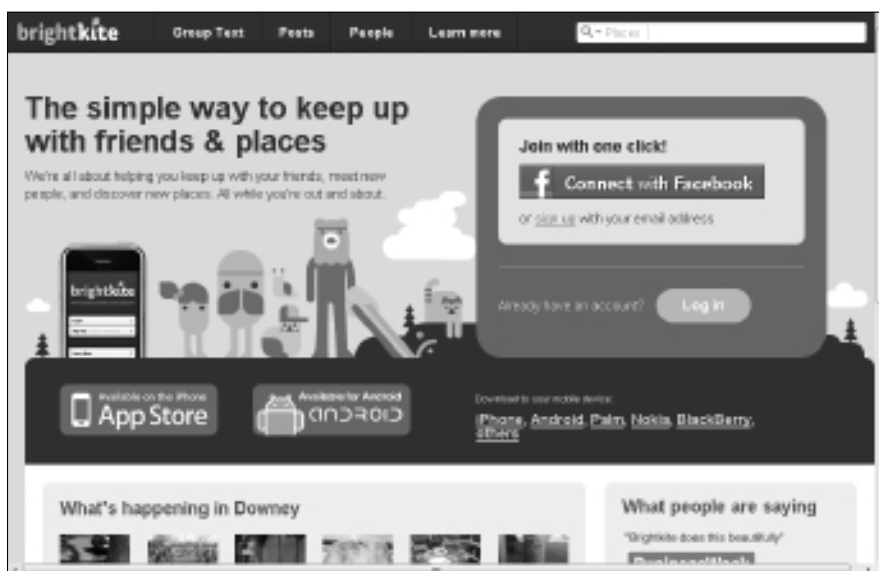 brightkite
Group Text Posts People Learn more
Places
The simple way to keep up
with friends & places
We're all about helping you keep up with your friends, meet new
people, and discover new places. All while you're out and about.
Join with one click!
f Connect with Facebook
or sign up with your email address
brightkite
Already have an account? Log in
Available on the iPhone
App Store
Available for Android
ANDROID
Download to your mobile device:
iPhone, Android, Palm, Nokia, BlackBerry,
others
What's happening in Downey
What people are saying
"Brightkite does this beautifully"
BusinessWeek